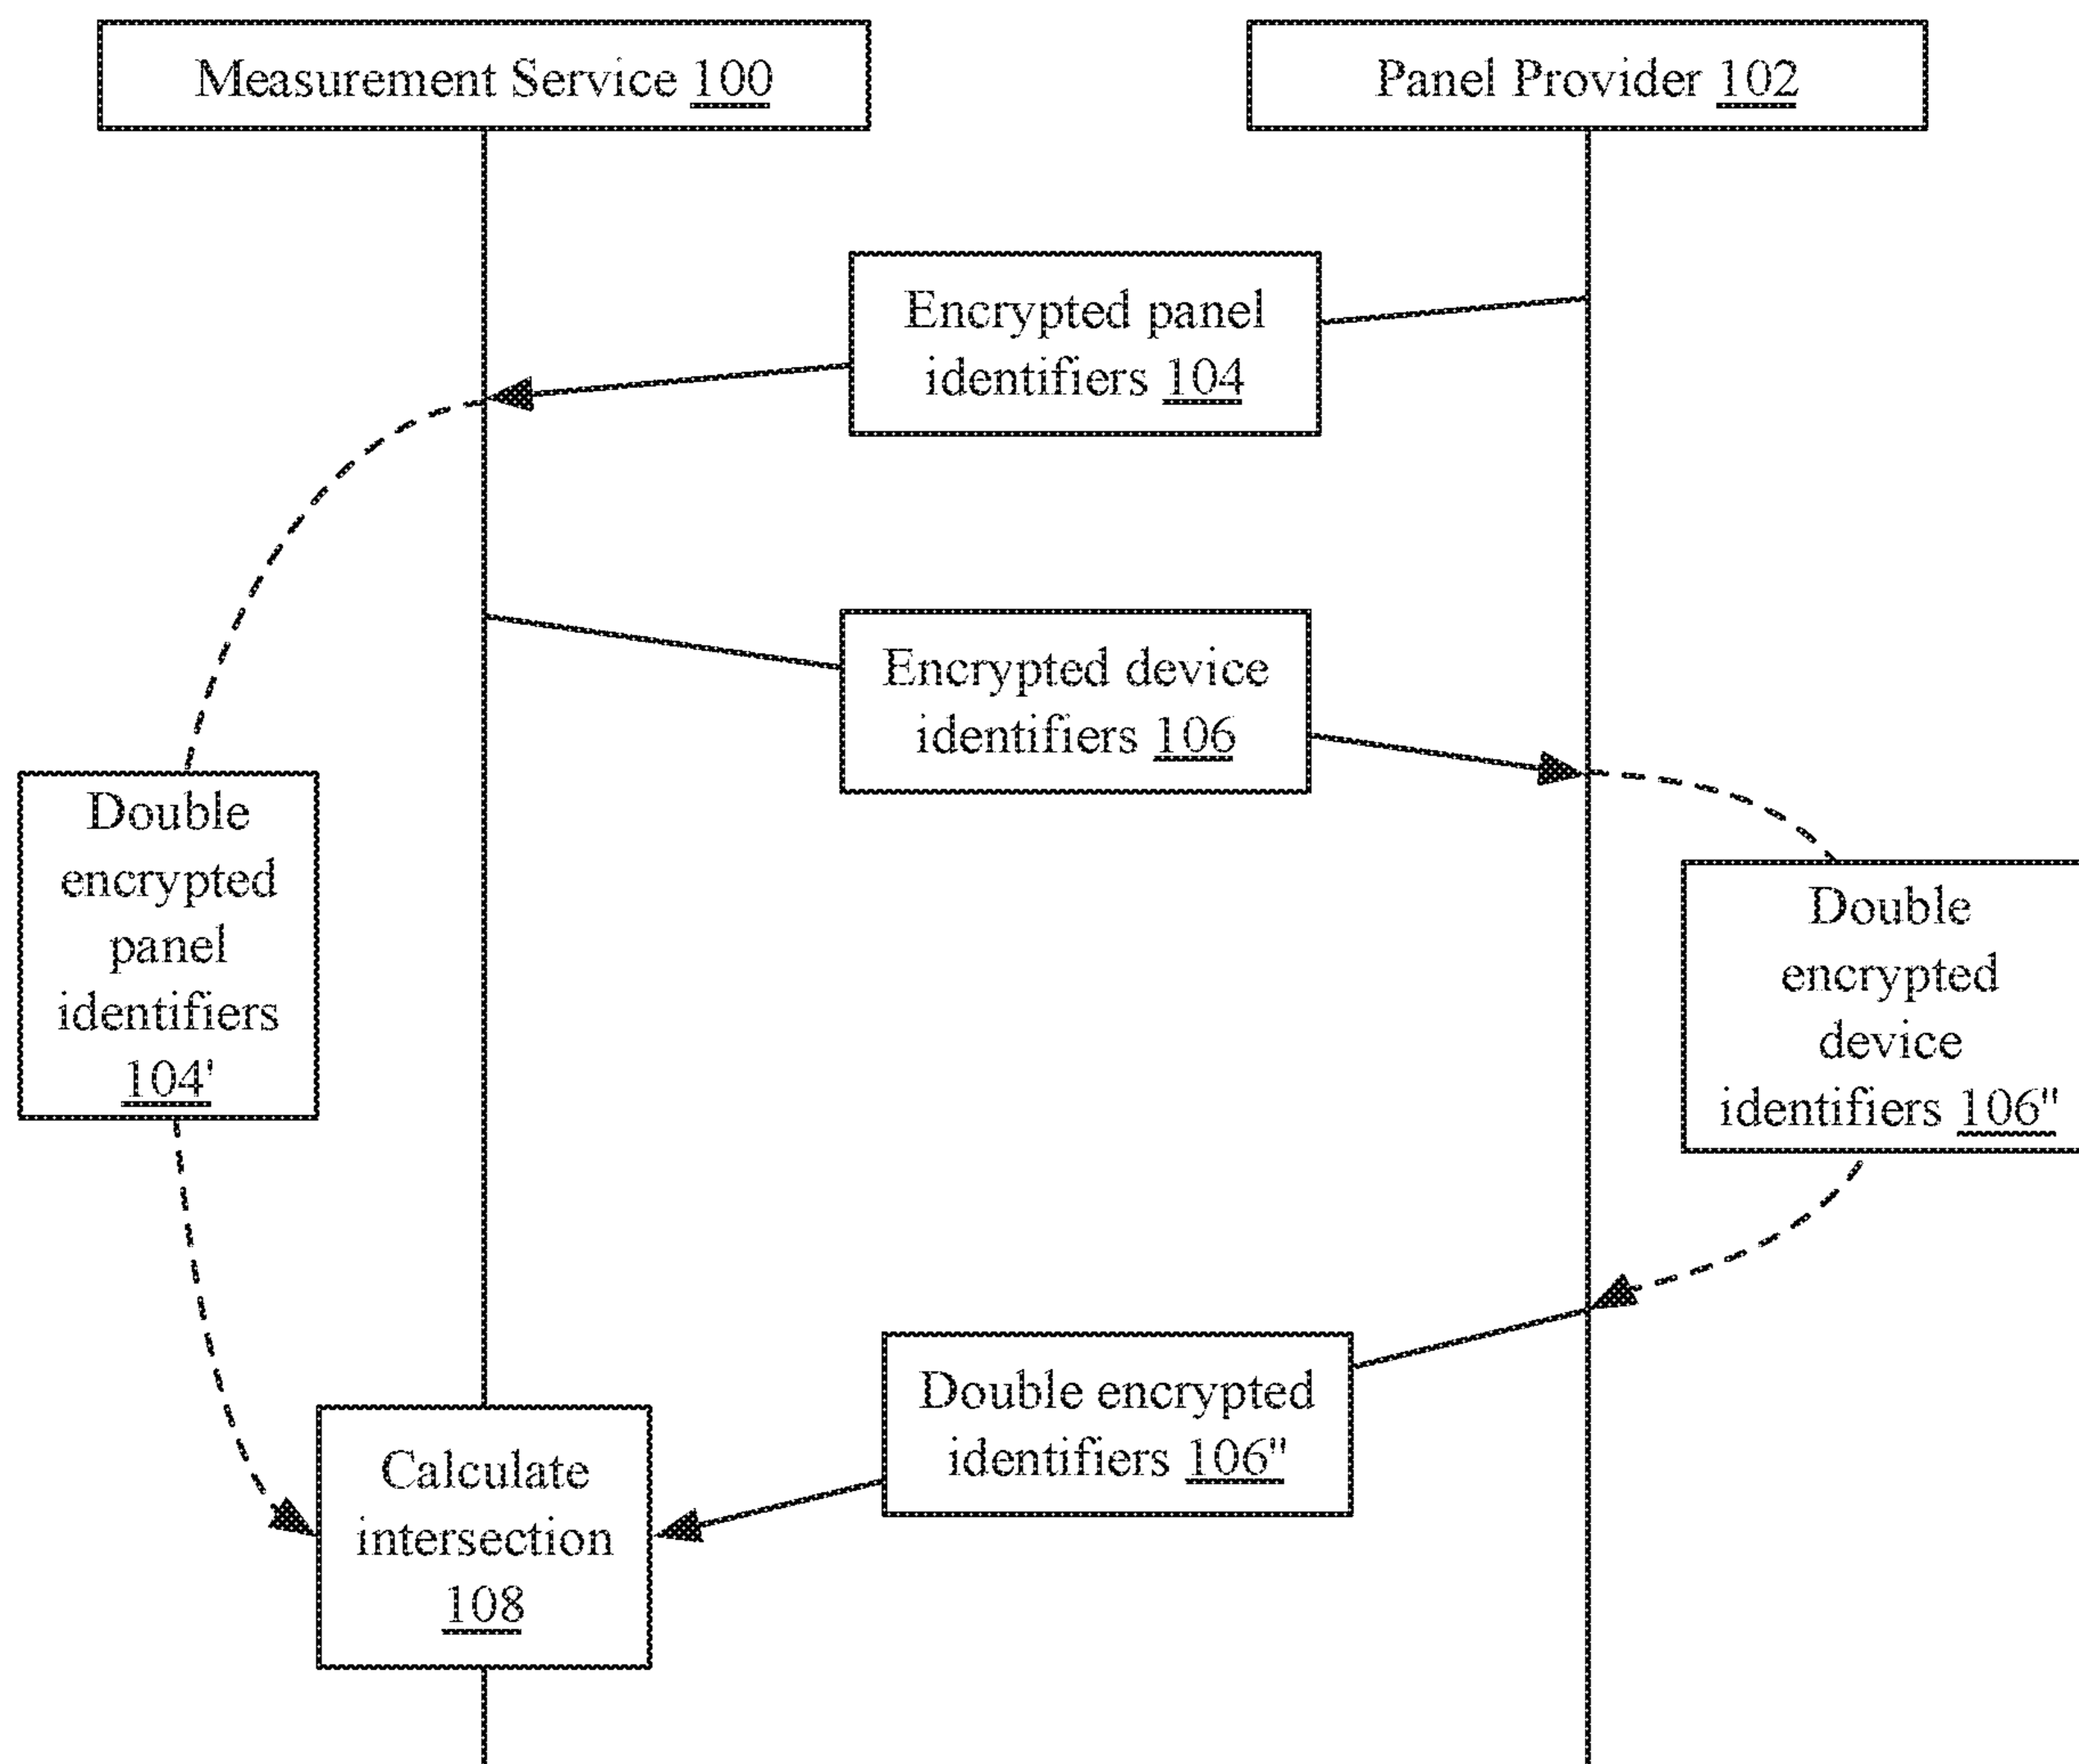 Measurement Service 100
Panel Provider 102
Encrypted panel
identifiers 104
Encrypted device
identifiers 106
Double
encrypted
panel
identifiers
104'
Double
encrypted
device
identifiers 106"
Double encrypted
identifiers 106"
Calculate
intersection
108